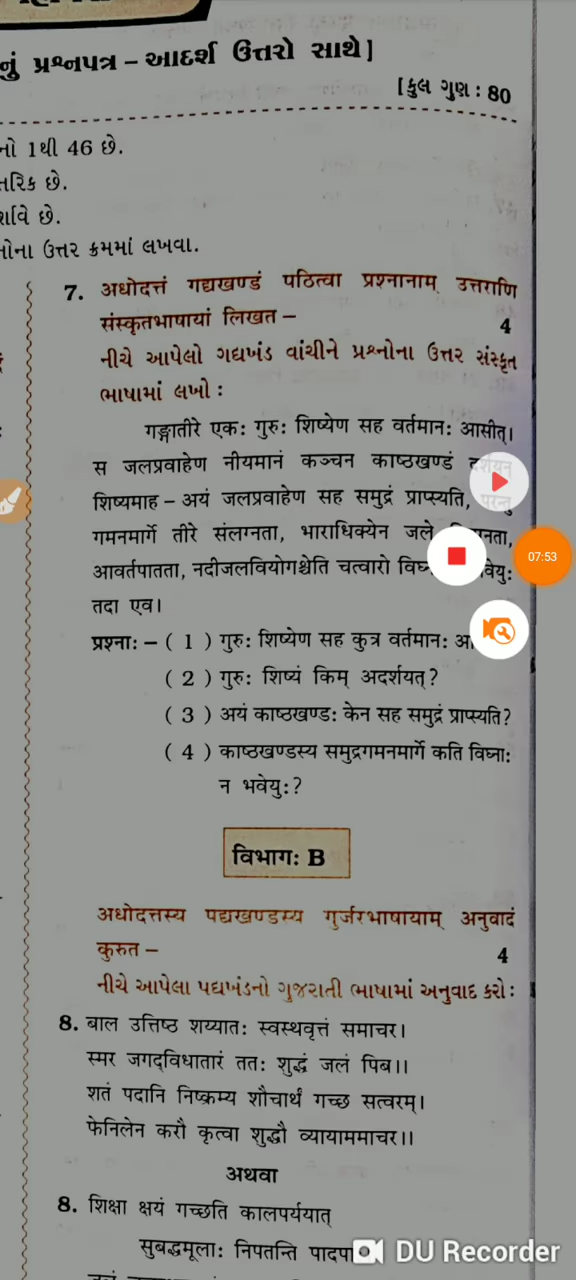 નું પ્રશ્નપત્ર – આદર્શ ઉત્તરો સાથે]
[કુલ ગુણ : 80
નો 1થી 46 છે.
તરિક છે.
ર્શાવે છે.
નોના ઉત્તર ક્રમમાં લખવા.
7. अधोदत्तं गद्यखण्डं पठित्वा प्रश्नानाम् उत्तराणि
संस्कृतभाषायां लिखत –
4
નીચે આપેલો ગદ્યખંડ વાંચીને પ્રશ્નોના ઉત્તર સંસ્કૃત
ભાષામાં લખો :
गङ्गातीरे एकः गुरुः शिष्येण सह वर्तमानः आसीत्।
स जलप्रवाहेण नीयमानं कञ्चन काष्ठखण्डं
शिष्यमाह – अयं जलप्रवाहेण सह समुद्रं प्राप्स्यति, परन्तु
गमनमार्गे तीरे संलग्नता, भाराधिक्येन जले
07:53
आवर्तपातता, नदीजलवियोगश्चेति चत्वारो
तदा एव।
प्रश्नाः – ( 1 ) गुरुः शिष्येण सह कुत्र वर्तमानः
( 2 ) गुरुः शिष्यं किम् अदर्शयत्?
( 3 ) अयं काष्ठखण्डः केन सह समुद्रं प्राप्स्यति?
( 4 ) काष्ठखण्डस्य समुद्रगमनमार्गे कति विघ्नाः
न भवेयुः?
विभागः B
अधोदत्तस्य पद्यखण्डस्य गुर्जरभाषायाम् अनुवादं
कुरुत –
4
નીચે આપેલા પદ્યખંડનો ગુજરાતી ભાષામાં અનુવાદ કરો :
8. बाल उत्तिष्ठ शय्यातः स्वस्थवृत्तं समाचर।
स्मर जगद्विधातारं ततः शुद्धं जलं पिब।।
शतं पदानि निष्क्रम्य शौचार्थं गच्छ सत्वरम्।
फेनिलेन करौ कृत्वा शुद्धौ व्यायाममाचर।।
अथवा
8. शिक्षा क्षयं गच्छति कालपर्ययात्
सुबद्धमूलाः निपतन्ति
DU Recorder